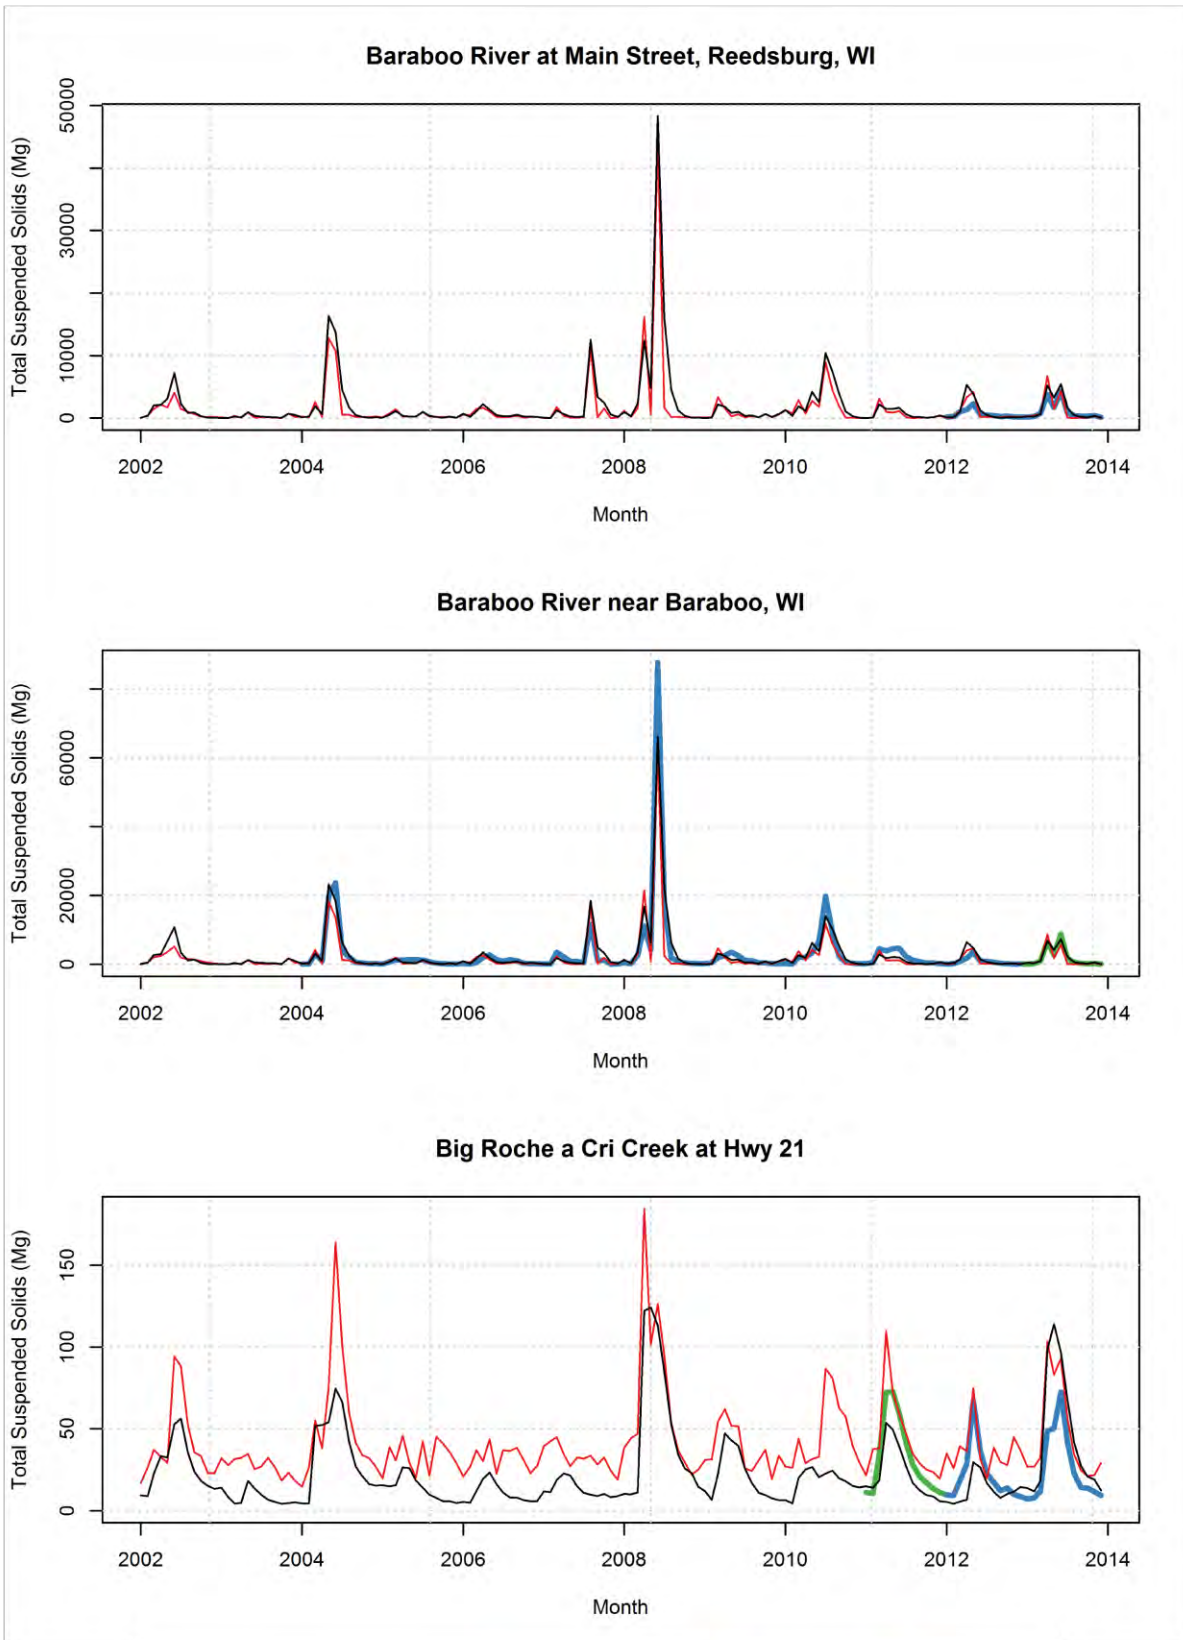 Baraboo River at Main Street, Reedsburg, WI
Total Suspended Solids (Mg)
50000
30000
10000
0
2002 2004 2006 2008 2010 2012 2014
Month
Baraboo River near Baraboo, WI
Total Suspended Solids (Mg)
60000
20000
0
2002 2004 2006 2008 2010 2012 2014
Month
Big Roche a Cri Creek at Hwy 21
Total Suspended Solids (Mg)
150
100
50
0
2002 2004 2006 2008 2010 2012 2014
Month